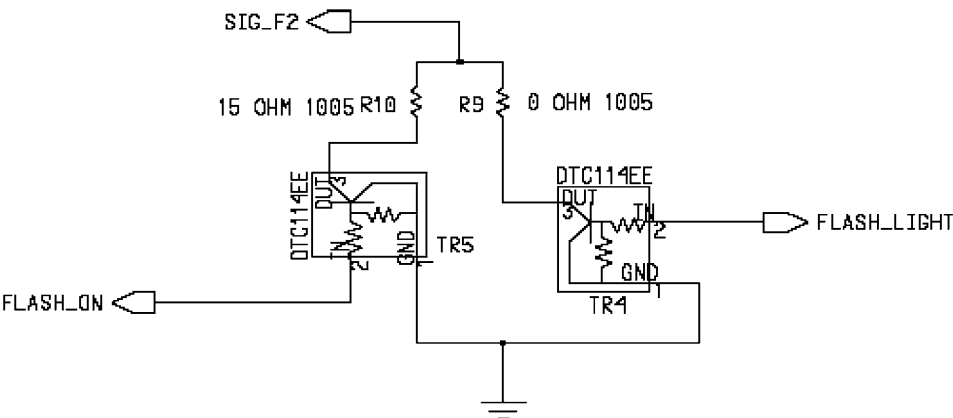 SIG_F2
15 OHM 1005 R10
R9 0 OHM 1005
DTC114EE
OUT 3
IN 2
GND 1
TR5
FLASH_ON
DTC114EE
OUT
3
IN
2
GND
1
TR4
FLASH_LIGHT